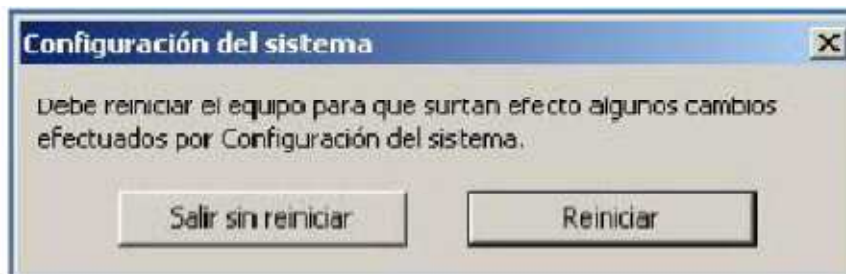 Configuración del sistema
Debe reiniciar el equipo para que surtan efecto algunos cambios
efectuados por Configuración del sistema.
Salir sin reiniciar
Reiniciar